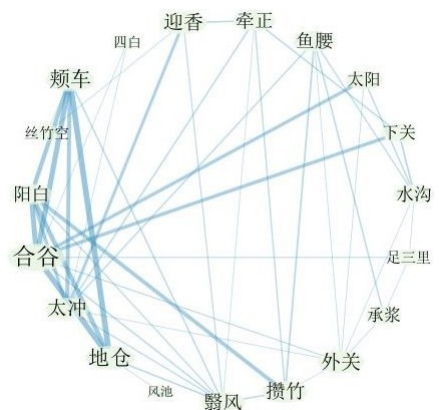 迎香
牵正
四白
鱼腰
颊车
太阳
丝竹空
下关
阳白
水沟
合谷
足三里
太冲
承浆
地仓
外关
风池
翳风
攒竹